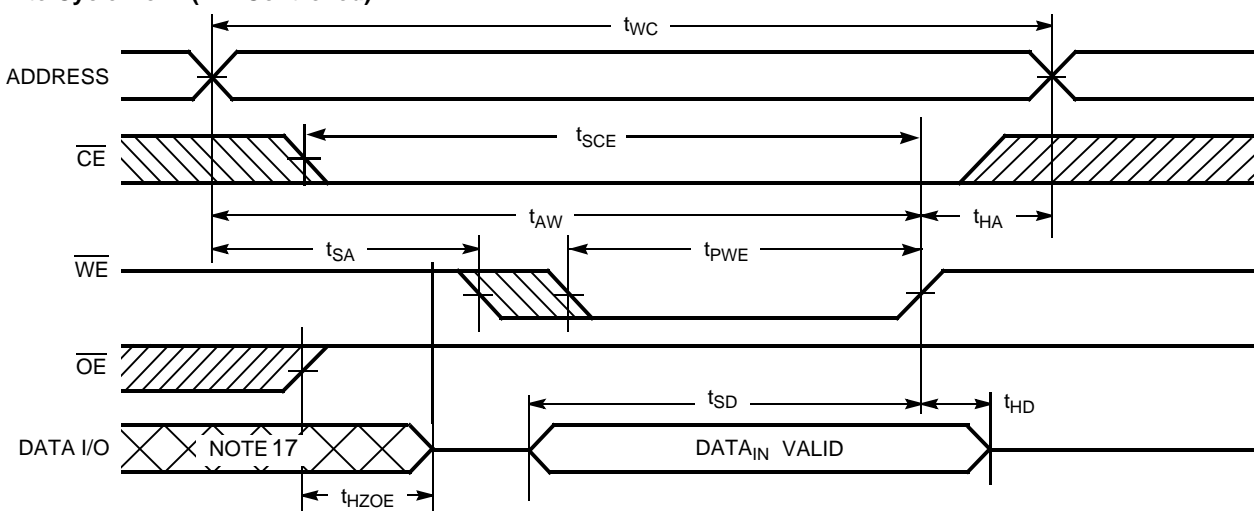 tWC
ADDRESS
tSCE
CE
tAW
tHA
tSA
tPWE
WE
OE
tSD
tHD
DATA I/O
NOTE 17
DATAIN VALID
tHZOE